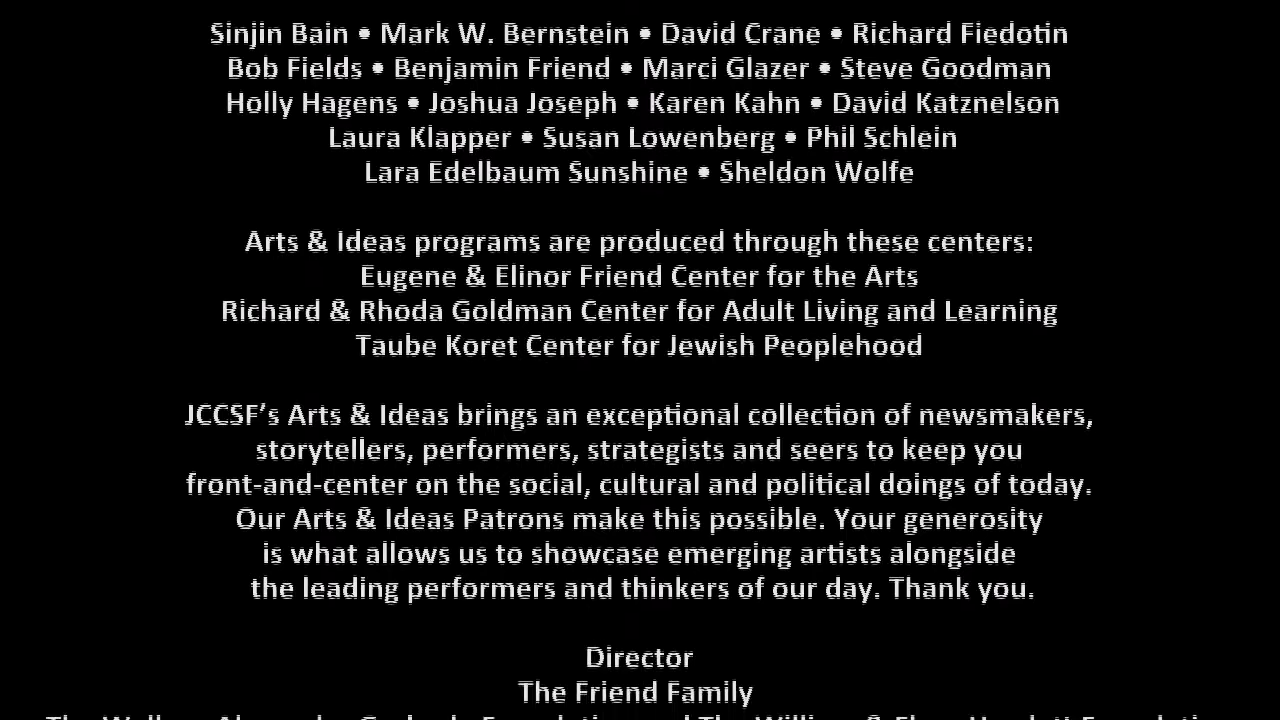 Sinjin Bain • Mark W. Bernstein • David Crane • Richard Fiedotin
Bob Fields • Benjamin Friend • Marci Glazer • Steve Goodman
Holly Hagens • Joshua Joseph • Karen Kahn • David Katznelson
Laura Klapper • Susan Lowenberg • Phil Schlein
Lara Edelbaum Sunshine • Sheldon Wolfe
Arts & Ideas programs are produced through these centers:
Eugene & Elinor Friend Center for the Arts
Richard & Rhoda Goldman Center for Adult Living and Learning
Taube Koret Center for Jewish Peoplehood
JCCSF’s Arts & Ideas brings an exceptional collection of newsmakers,
storytellers, performers, strategists and seers to keep you
front-and-center on the social, cultural and political doings of today.
Our Arts & Ideas Patrons make this possible. Your generosity
is what allows us to showcase emerging artists alongside
the leading performers and thinkers of our day. Thank you.
Director
The Friend Family